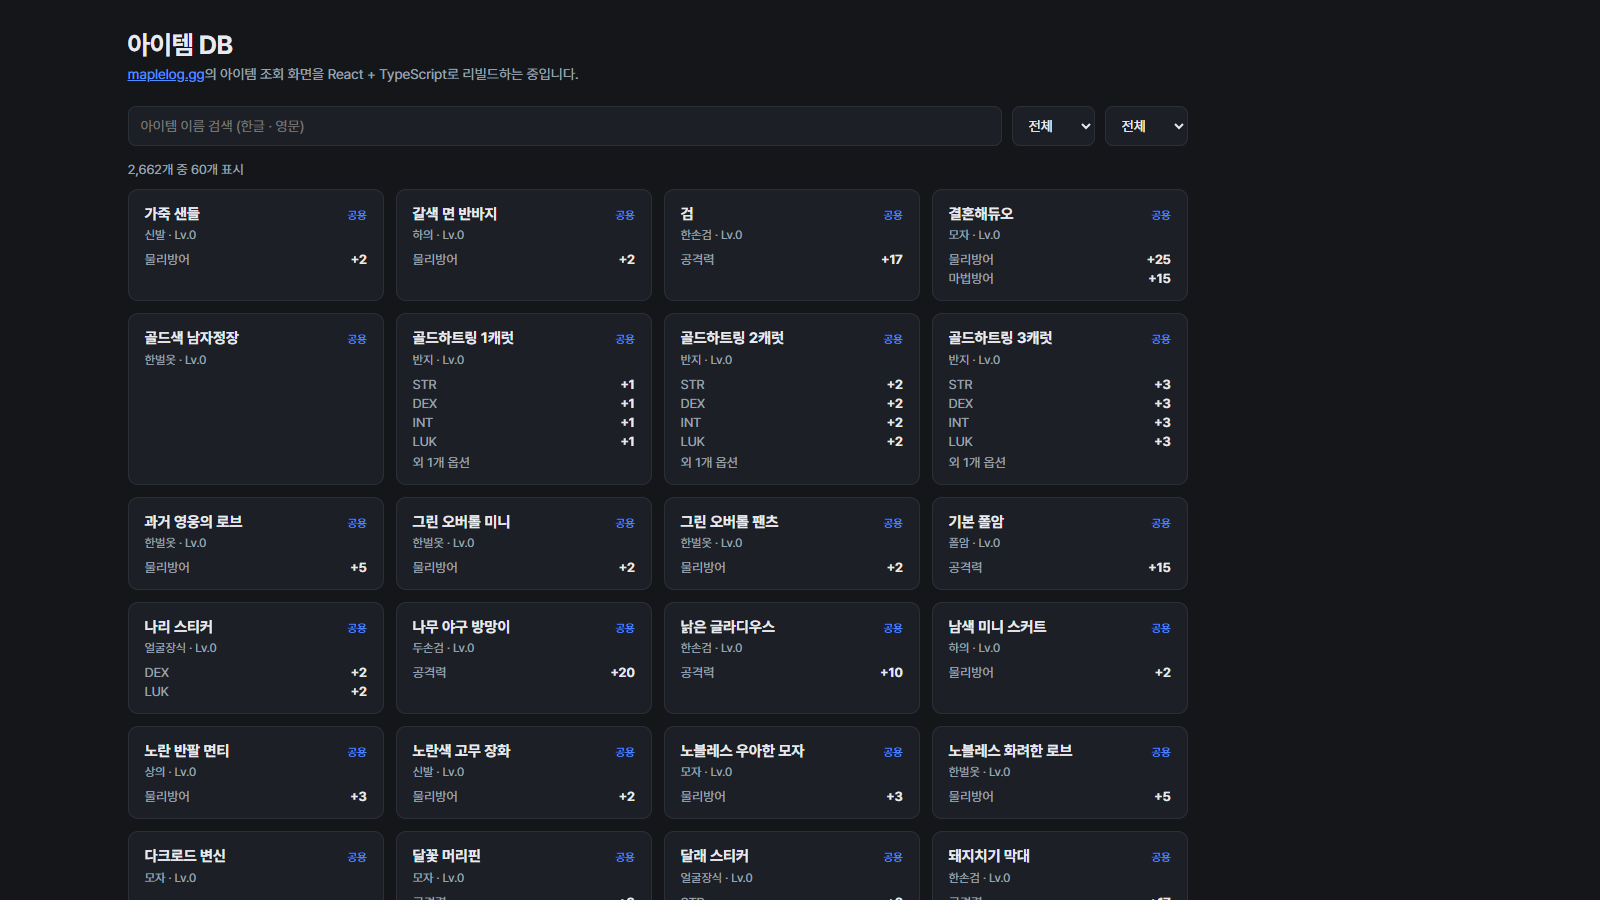 아이템 DB
maplelog.gg의 아이템 조회 화면을 React + TypeScript로 리빌드하는 중입니다.
아이템 이름 검색 (한글 · 영문)
전체
전체
2,662개 중 60개 표시
가죽 샌들 공용
신발 · Lv.0
물리방어 +2
갈색 면 반바지 공용
하의 · Lv.0
물리방어 +2
검 공용
한손검 · Lv.0
공격력 +17
결혼해듀오 공용
모자 · Lv.0
물리방어 +25
마법방어 +15
골드색 남자정장 공용
한벌옷 · Lv.0
골드하트링 1캐럿 공용
반지 · Lv.0
STR +1
DEX +1
INT +1
LUK +1
외 1개 옵션
골드하트링 2캐럿 공용
반지 · Lv.0
STR +2
DEX +2
INT +2
LUK +2
외 1개 옵션
골드하트링 3캐럿 공용
반지 · Lv.0
STR +3
DEX +3
INT +3
LUK +3
외 1개 옵션
과거 영웅의 로브 공용
한벌옷 · Lv.0
물리방어 +5
그린 오버롤 미니 공용
한벌옷 · Lv.0
물리방어 +2
그린 오버롤 팬츠 공용
한벌옷 · Lv.0
물리방어 +2
기본 폴암 공용
폴암 · Lv.0
공격력 +15
나리 스티커 공용
얼굴장식 · Lv.0
DEX +2
LUK +2
나무 야구 방망이 공용
두손검 · Lv.0
공격력 +20
낡은 글라디우스 공용
한손검 · Lv.0
공격력 +10
남색 미니 스커트 공용
하의 · Lv.0
물리방어 +2
노란 반팔 면티 공용
상의 · Lv.0
물리방어 +3
노란색 고무 장화 공용
신발 · Lv.0
물리방어 +2
노블레스 우아한 모자 공용
모자 · Lv.0
물리방어 +3
노블레스 화려한 로브 공용
한벌옷 · Lv.0
물리방어 +5
다크로드 변신 공용
모자 · Lv.0
달꽃 머리핀 공용
모자 · Lv.0
달래 스티커 공용
얼굴장식 · Lv.0
돼지치기 막대 공용
한손검 · Lv.0